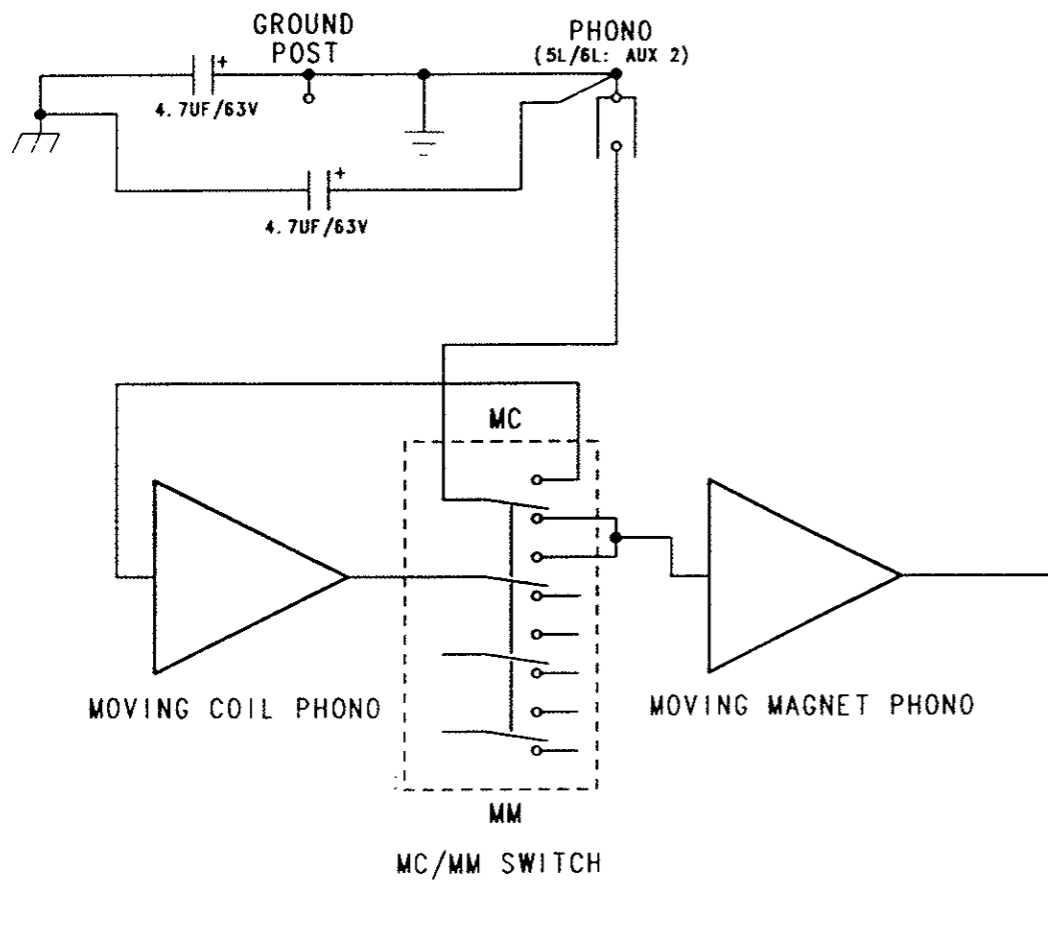 GROUND
POST
PHONO
(5L/6L: AUX 2)
+
4.7UF/63V
+
4.7UF/63V
MC
MOVING COIL PHONO
MOVING MAGNET PHONO
MM
MC/MM SWITCH